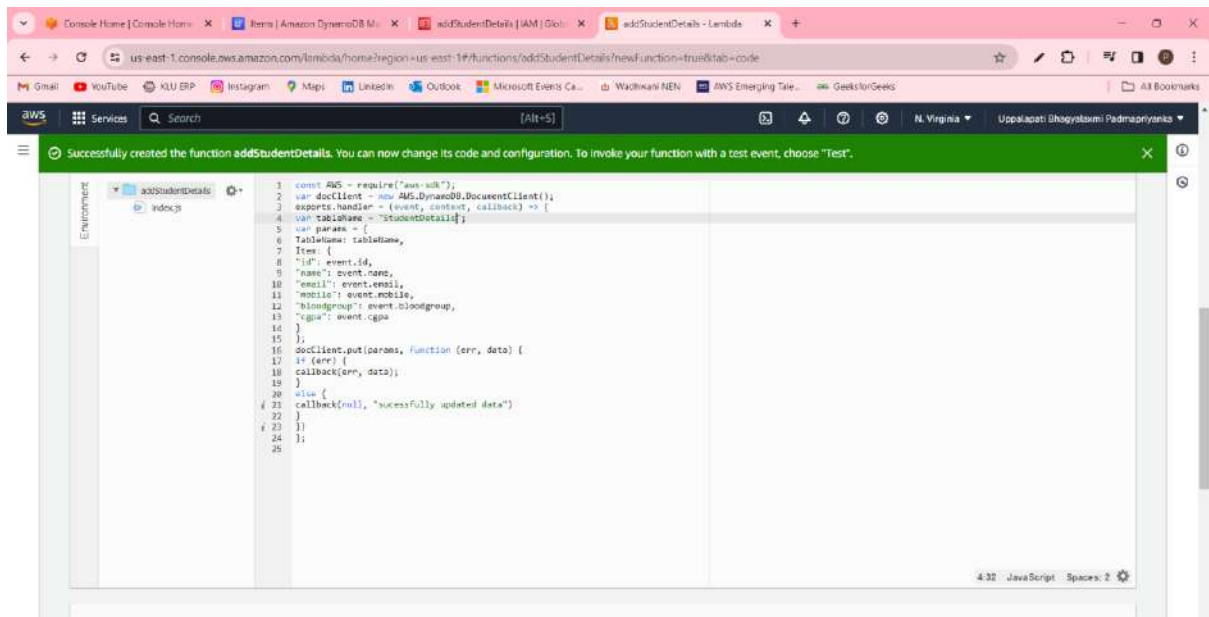 Console Home | Console Home
Items | Amazon DynamoDB Ma
addStudentDetails | IAM | Glob
addStudentDetails - Lambda
us-east-1.console.aws.amazon.com/lambda/home?region=us-east-1#/functions/addStudentDetails?newFunction=true&tab=code
Gmail YouTube KLU ERP Instagram Maps LinkedIn Outlook Microsoft Events Ca... Wadhwani NEN AWS Emerging Tale... GeeksforGeeks All Bookmarks
aws Services Search [Alt+S] N. Virginia Uppalapati Bhagyalaxmi Padmapriyanka
Successfully created the function addStudentDetails. You can now change its code and configuration. To invoke your function with a test event, choose "Test".
Environment
addStudentDetails
index.js
1 const AWS = require("aws-sdk");
2 var docClient = new AWS.DynamoDB.DocumentClient();
3 exports.handler = (event, context, callback) => {
4 var tableName = "StudentDetails";
5 var params = {
6 TableName: tableName,
7 Item: {
8 "id": event.id,
9 "name": event.name,
10 "email": event.email,
11 "mobile": event.mobile,
12 "bloodgroup": event.bloodgroup,
13 "cgpa": event.cgpa
14 }
15 };
16 docClient.put(params, function (err, data) {
17 if (err) {
18 callback(err, data);
19 }
20 else {
i 21 callback(null, "sucessfully updated data")
22 }
i 23 })
24 };
25
4:32 JavaScript Spaces: 2